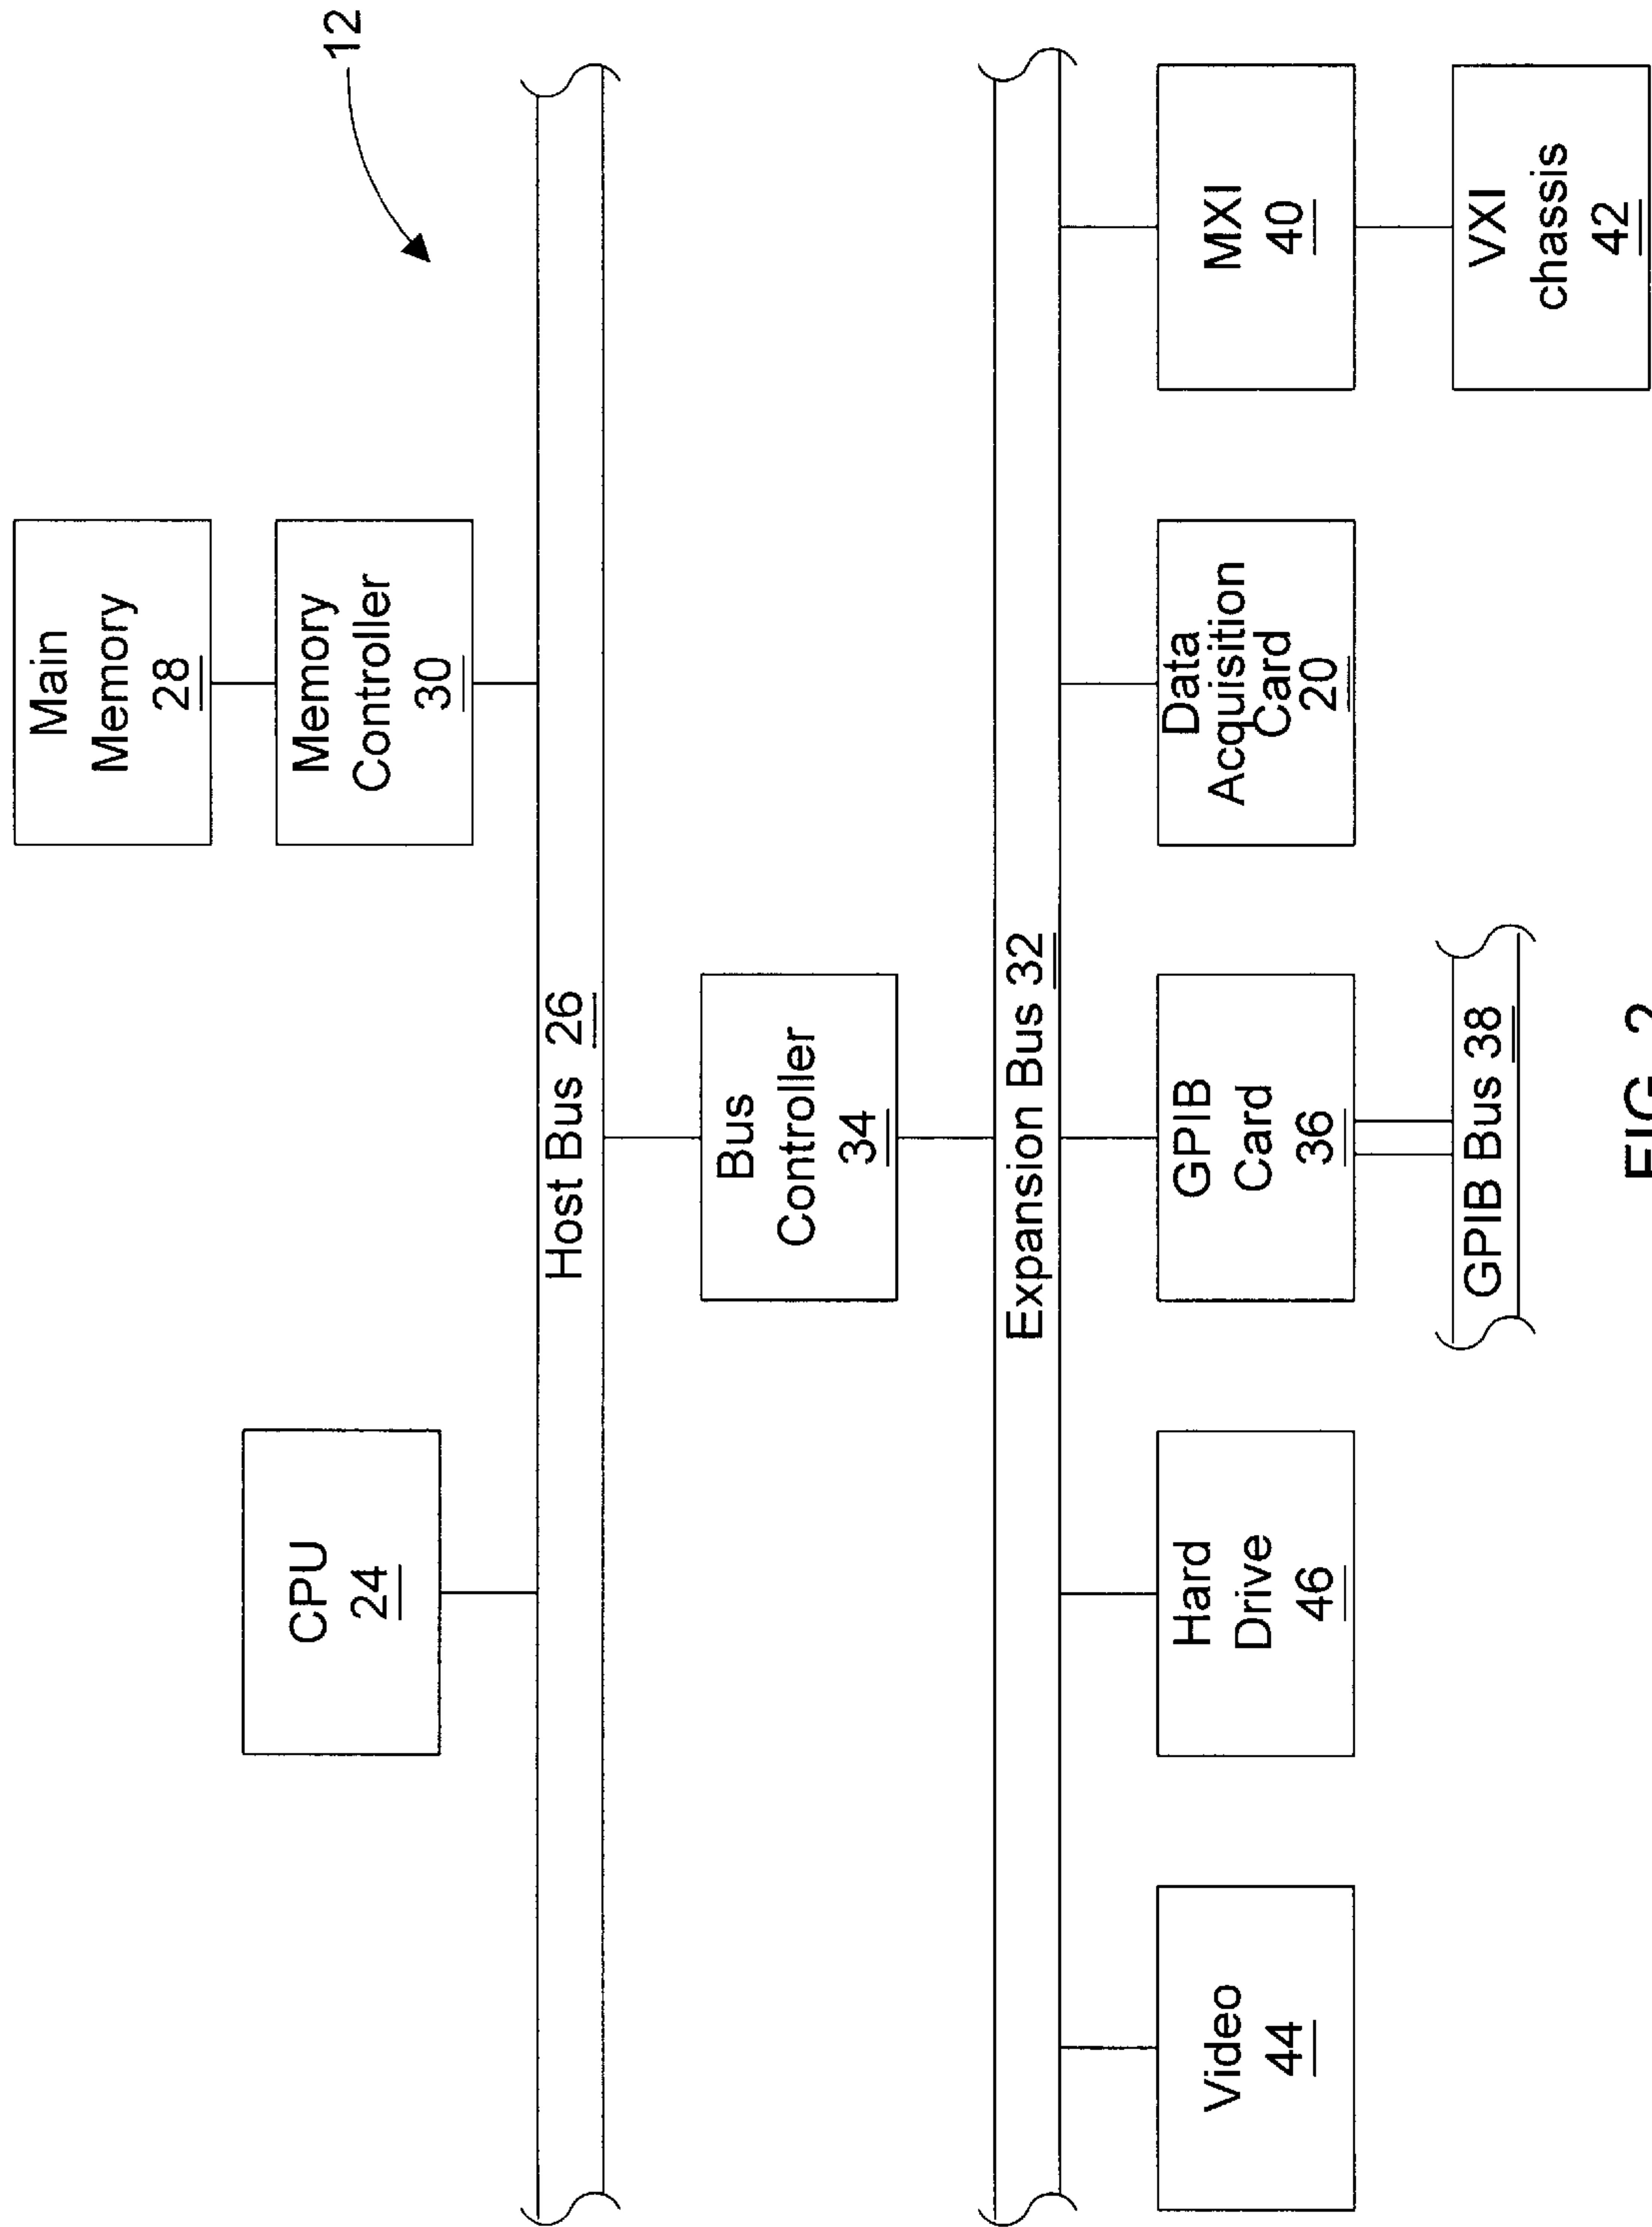 12
Main
Memory
28
CPU
24
Memory
Controller
30
Host Bus 26
Bus
Controller
34
Expansion Bus 32
Video
44
Hard
Drive
46
GPIB
Card
36
Data
Acquisition
Card
20
MXI
40
GPIB Bus 38
VXI
chassis
42
FIG. 2